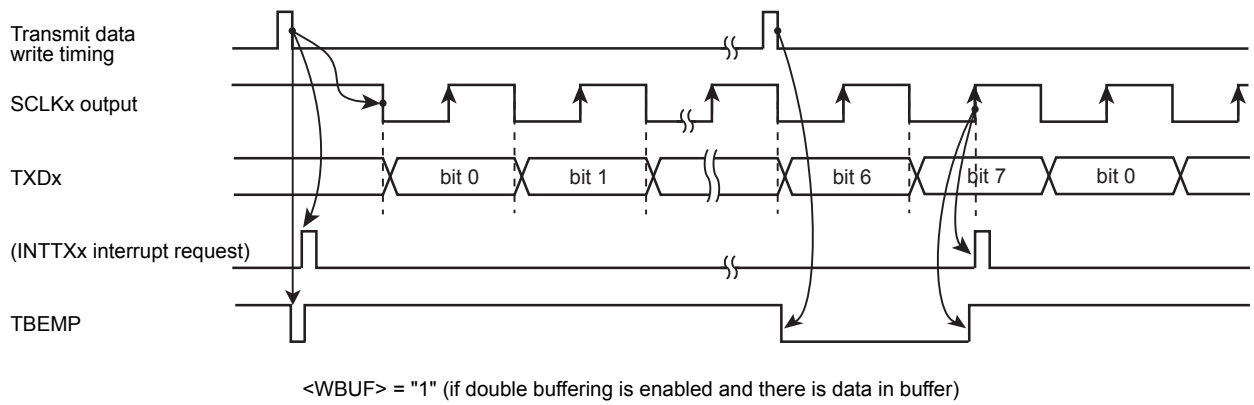 Transmit data
write timing
SCLKx output
TXDx
bit 0
bit 1
bit 6
bit 7
bit 0
(INTTXx interrupt request)
TBEMP
<WBUF> = "1" (if double buffering is enabled and there is data in buffer)